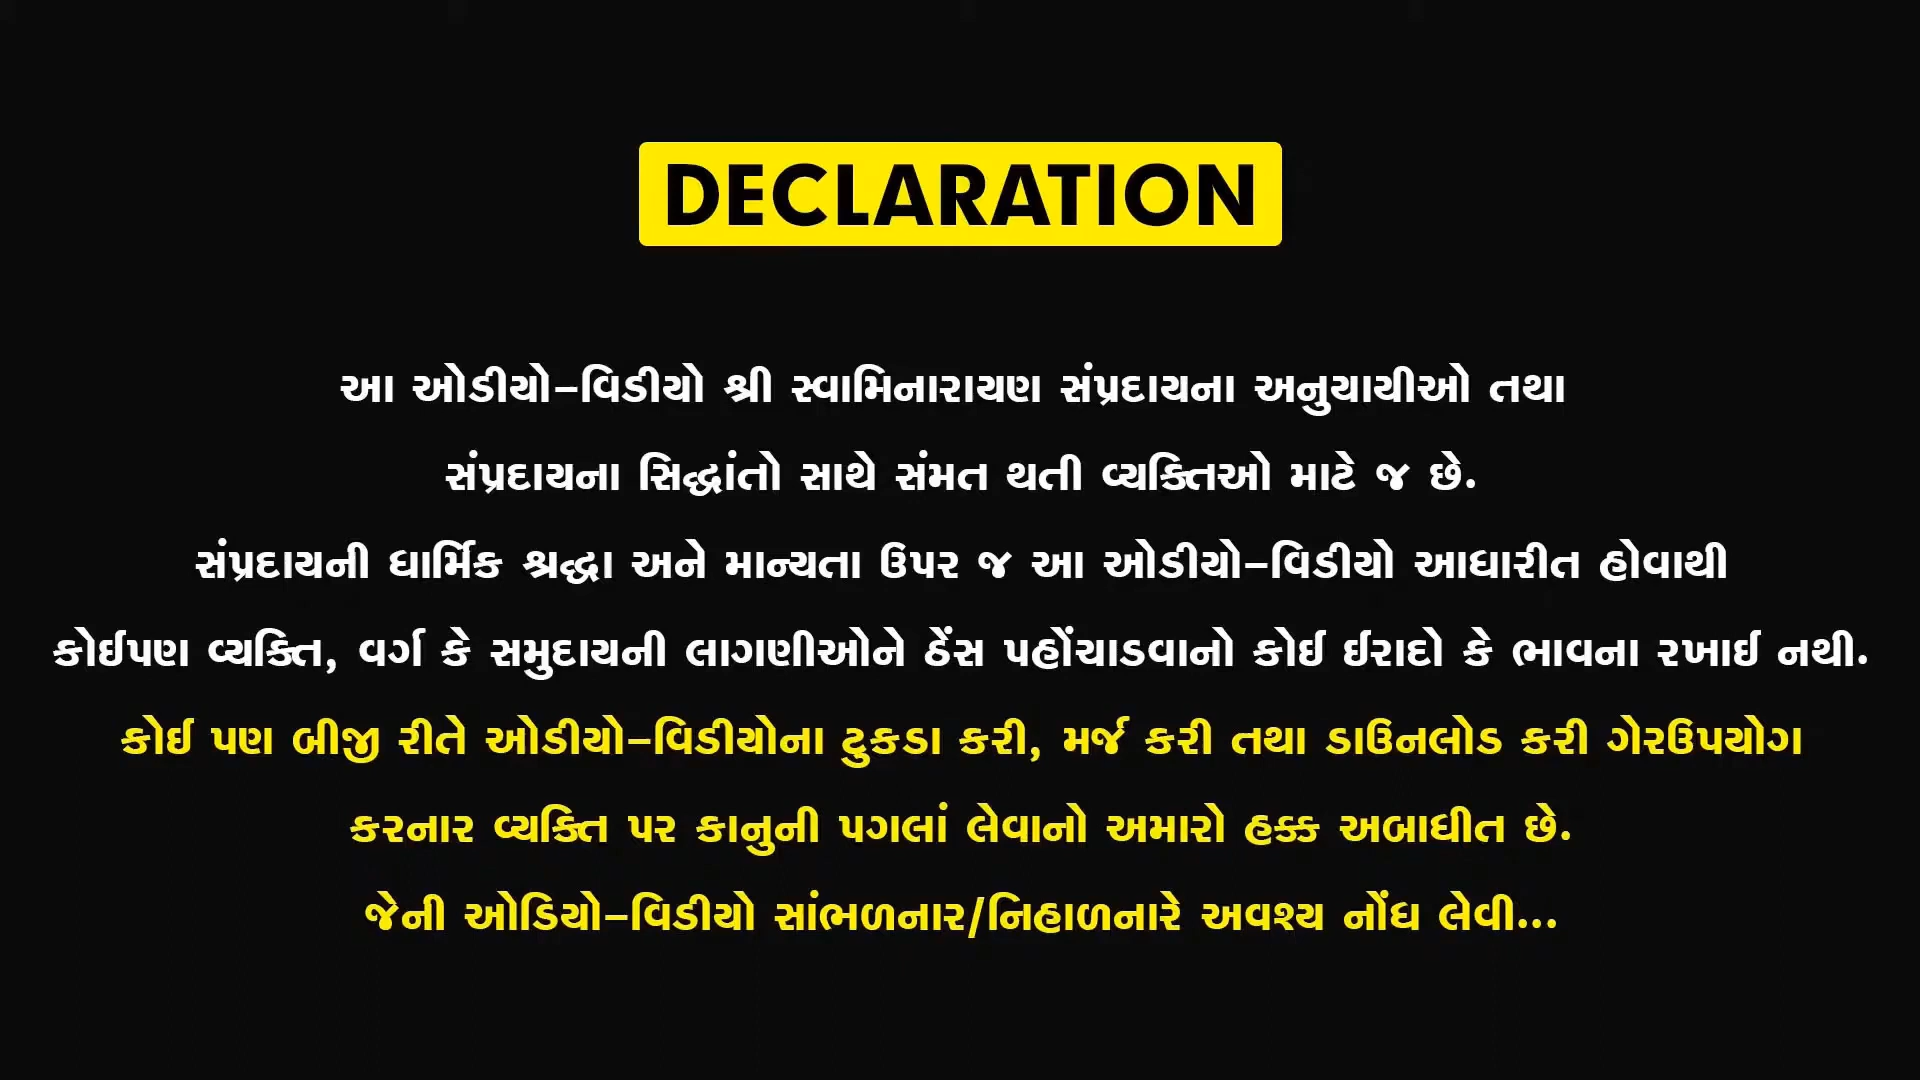 DECLARATION
આ ઓડીયો-વિડીયો શ્રી સ્વામિનારાયણ સંપ્રદાયના અનુયાયીઓ તથા
સંપ્રદાયના સિદ્ધાંતો સાથે સંમત થતી વ્યક્તિઓ માટે જ છે.
સંપ્રદાયની ધાર્મિક શ્રદ્ધા અને માન્યતા ઉપર જ આ ઓડીયો-વિડીયો આધારીત હોવાથી
કોઈપણ વ્યક્તિ, વર્ગ કે સમુદાયની લાગણીઓને ઠેંસ પહોંચાડવાનો કોઈ ઈરાદો કે ભાવના રખાઈ નથી.
કોઈ પણ બીજી રીતે ઓડીયો-વિડીયોના ટુકડા કરી, મર્જ કરી તથા ડાઉનલોડ કરી ગેરઉપયોગ
કરનાર વ્યક્તિ પર કાનુની પગલાં લેવાનો અમારો હક્ક અબાધીત છે.
જેની ઓડિયો-વિડીયો સાંભળનાર/નિહાળનારે અવશ્ય નોંધ લેવી...